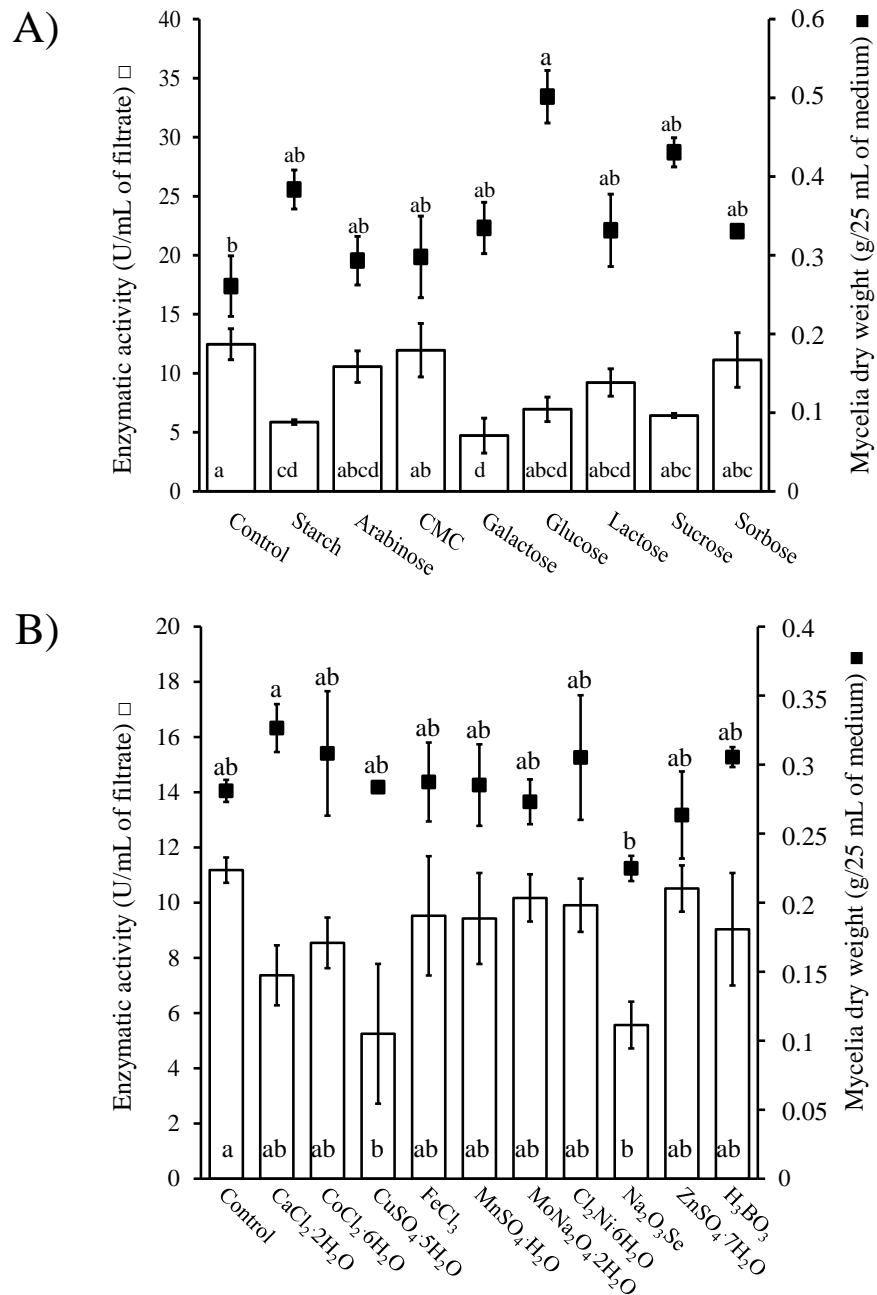 A)
Enzymatic activity (U/mL of filtrate) □
40
35
30
25
20
15
10
5
0
b ab ab ab ab a ab ab ab
a cd abcd ab d abcd abcd abc abc
0.6
0.5
0.4
0.3
0.2
0.1
0
Mycelia dry weight (g/25 mL of medium) ■
Control
Starch
Arabinose
CMC
Galactose
Glucose
Lactose
Sucrose
Sorbose
B)
Enzymatic activity (U/mL of filtrate) □
20
18
16
14
12
10
8
6
4
2
0
ab a ab ab ab ab ab ab b ab ab
a ab ab b ab ab ab ab b ab ab
0.4
0.35
0.3
0.25
0.2
0.15
0.1
0.05
0
Mycelia dry weight (g/25 mL of medium) ■
Control
CaCl₂·2H₂O
CoCl₂·6H₂O
CuSO₄·5H₂O
FeCl₃
MnSO₄·H₂O
MoNa₂O₄·2H₂O
Cl₂Ni·6H₂O
Na₂O₃Se
ZnSO₄·7H₂O
H₃BO₃